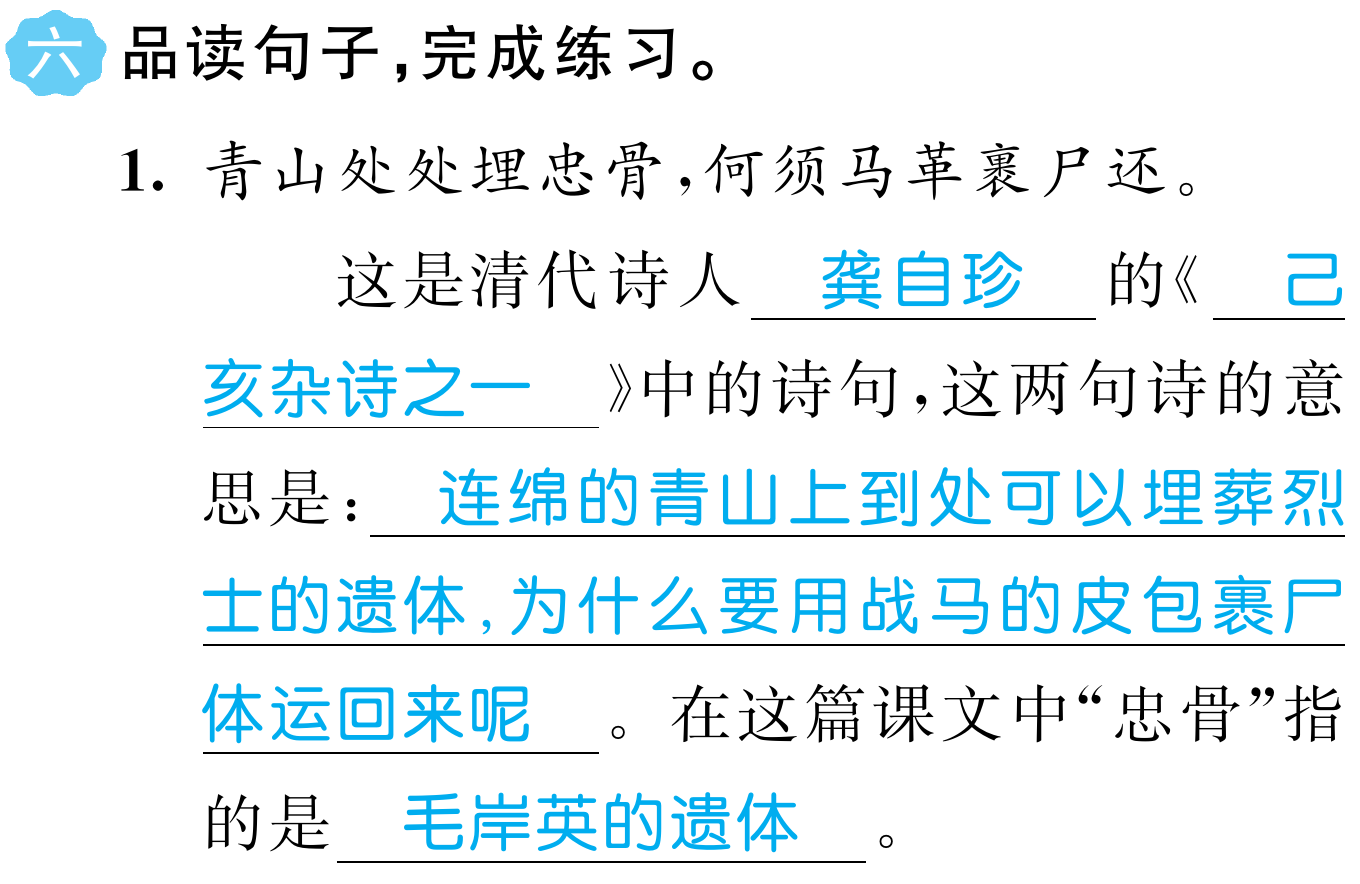 六 品读句子,完成练习。
1. 青山处处埋忠骨,何须马革裹尸还。
这是清代诗人 龚自珍 的《 己
亥杂诗之一 》中的诗句,这两句诗的意
思是: 连绵的青山上到处可以埋葬烈
士的遗体,为什么要用战马的皮包裹尸
体运回来呢 。在这篇课文中“忠骨”指
的是 毛岸英的遗体 。